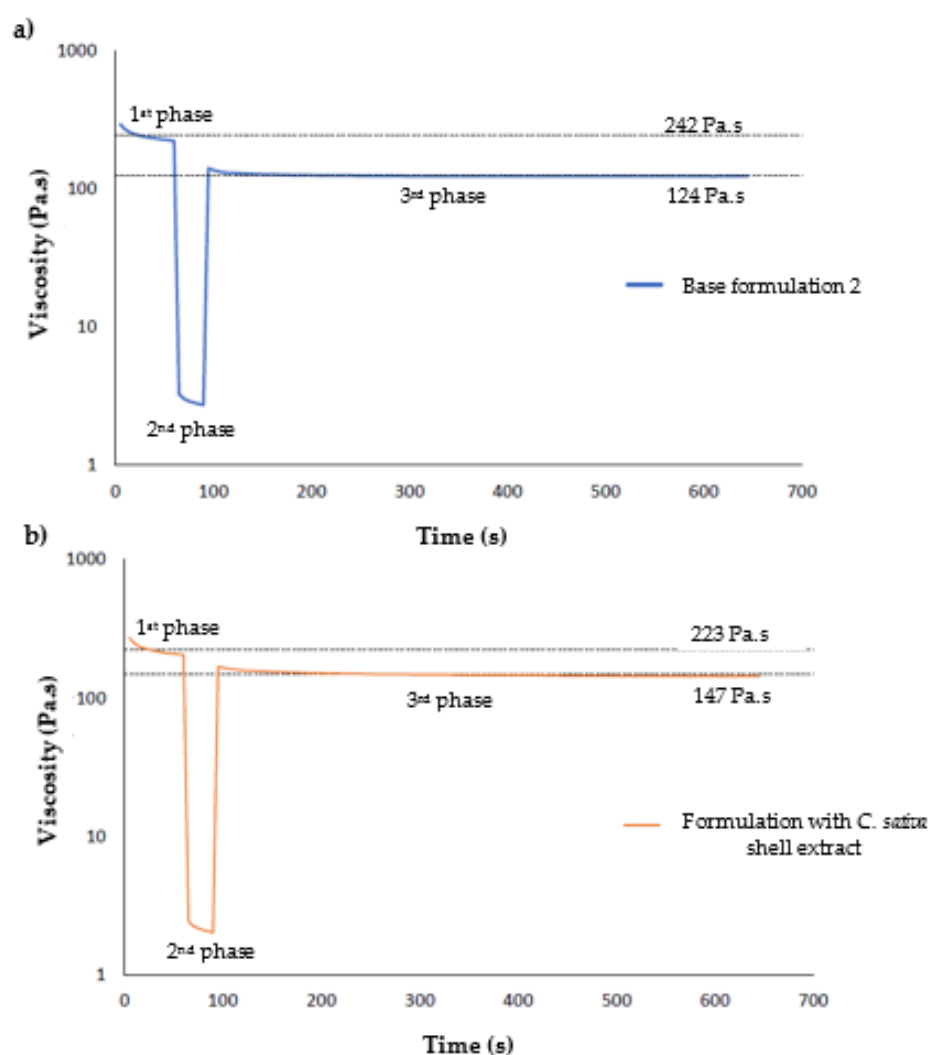 a)
1000
1st phase
242 Pa.s
100
3rd phase
124 Pa.s
Viscosity (Pa.s)
Base formulation 2
10
2nd phase
1
0 100 200 300 400 500 600 700
Time (s)
b)
1000
1st phase
223 Pa.s
100
3rd phase
147 Pa.s
Viscosity (Pa.s)
10
Formulation with C. sativa
shell extract
2nd phase
1
0 100 200 300 400 500 600 700
Time (s)